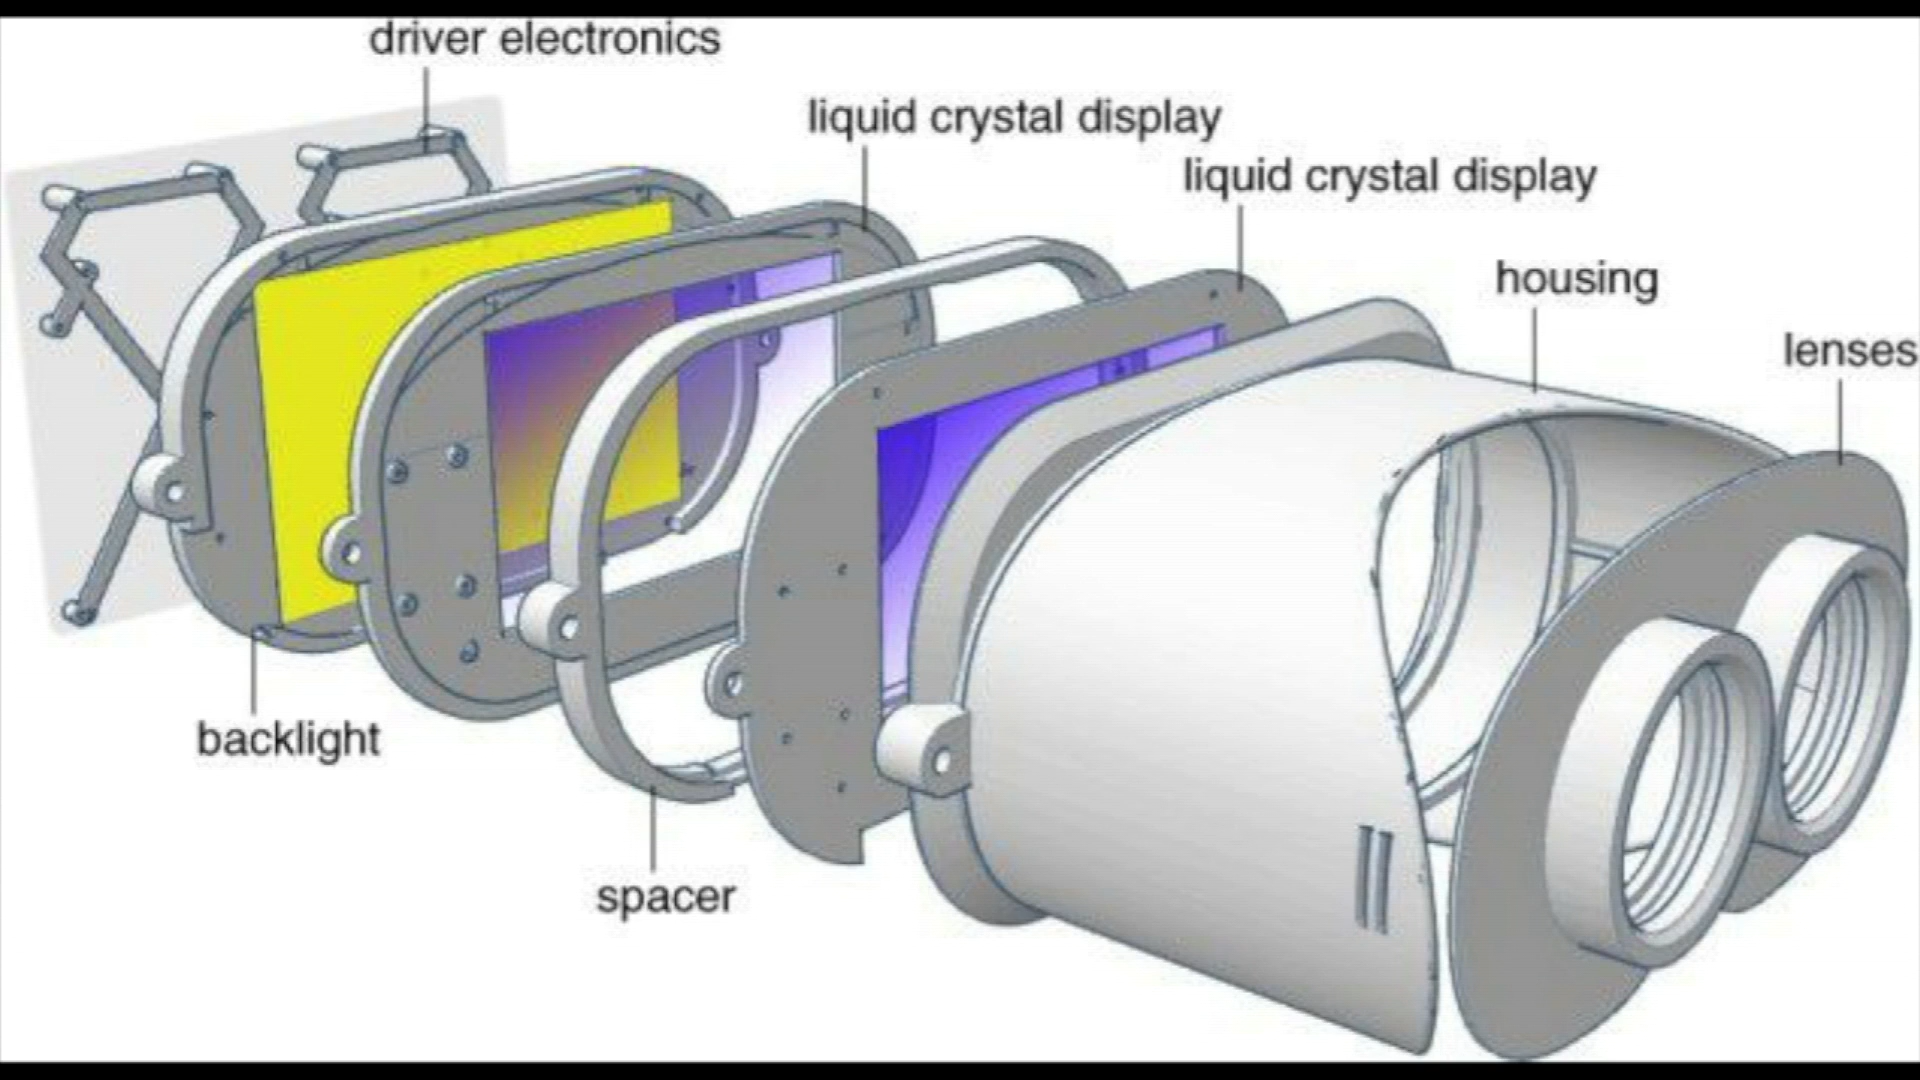 driver electronics
liquid crystal display
liquid crystal display
housing
lenses
backlight
spacer